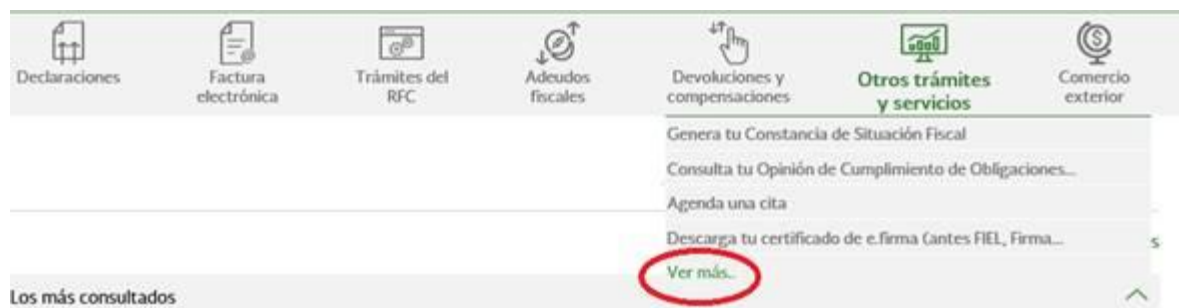 Declaraciones
Factura
electrónica
Trámites del
RFC
Adeudos
fiscales
Devoluciones y
compensaciones
Otros trámites
y servicios
Comercio
exterior
Genera tu Constancia de Situación Fiscal
Consulta tu Opinión de Cumplimiento de Obligaciones...
Agenda una cita
Descarga tu certificado de e.firma (antes FIEL, Firma...
s
Ver más..
Los más consultados